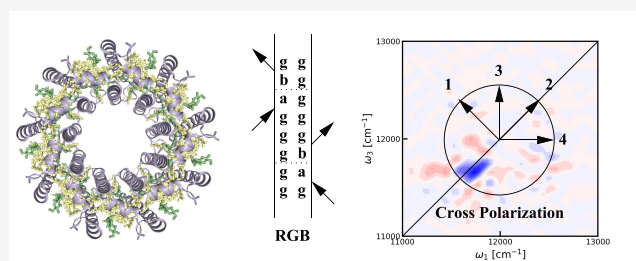 g g
b g
a g
g g
g g
g b
g a
g g
RGB
13000
12000
11000
ω3 [cm-1]
1
3
2
4
Cross Polarization
11000 12000 13000
ω1 [cm-1]